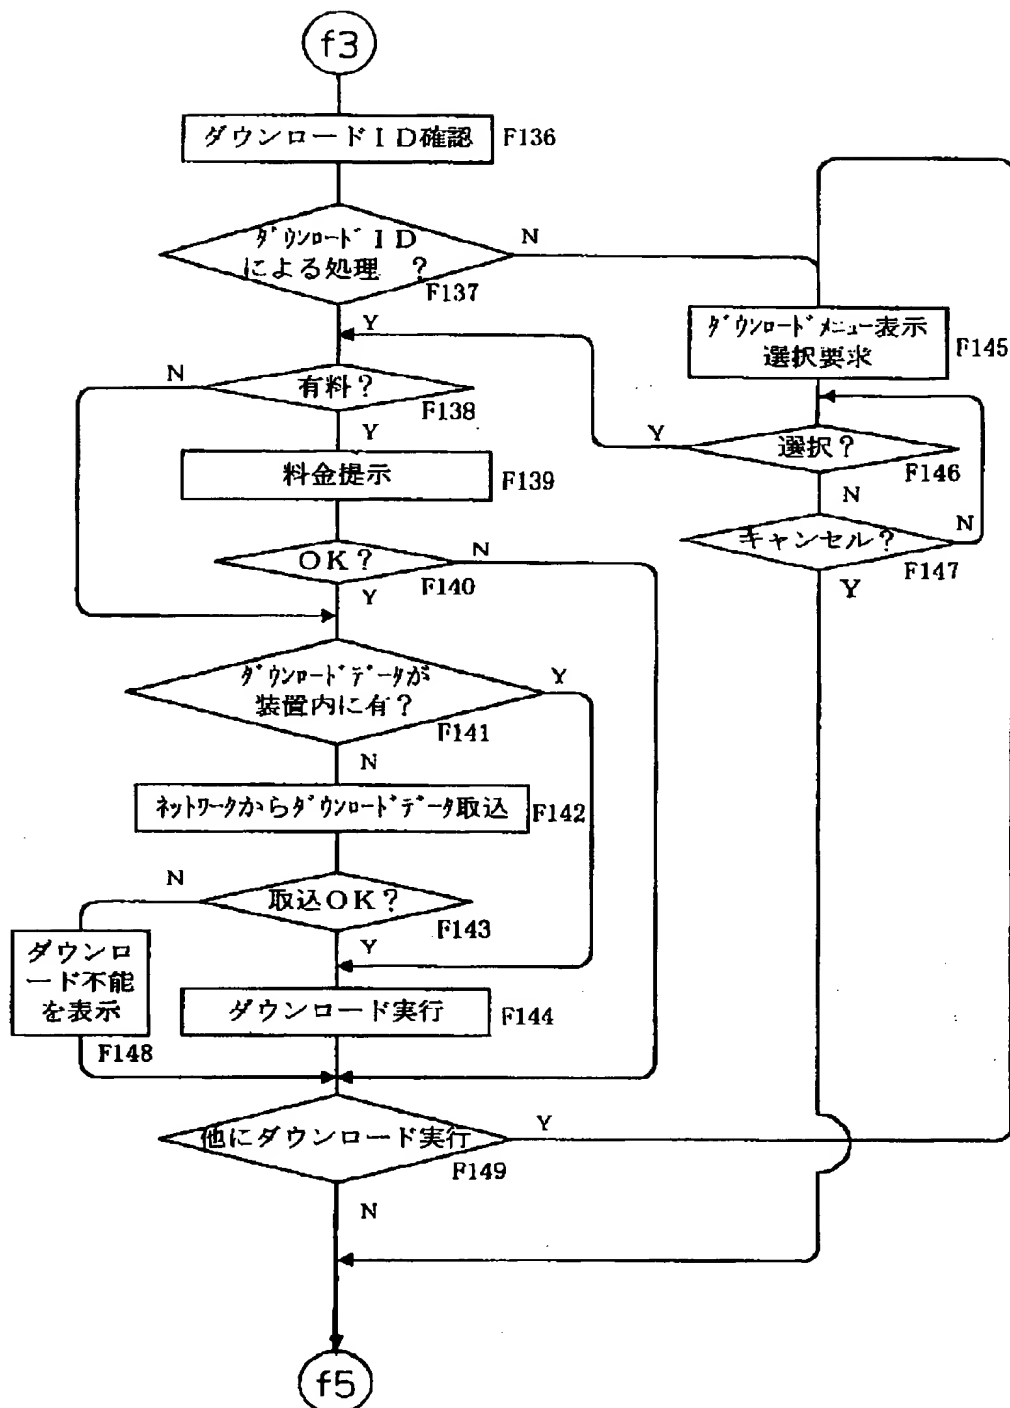 f3
ダウンロードID確認
F136
ダウンロードID
による処理 ?
F137
N
Y
ダウンロードメニュー表示
選択要求
F145
有料?
F138
N
Y
選択?
F146
Y
N
料金提示
F139
キャンセル?
F147
N
Y
OK?
F140
N
Y
ダウンロードデータが
装置内に有?
F141
Y
N
ネットワークからダウンロードデータ取込
F142
取込OK?
F143
N
Y
ダウンロ
ード不能
を表示
F148
ダウンロード実行
F144
他にダウンロード実行
F149
Y
N
f5